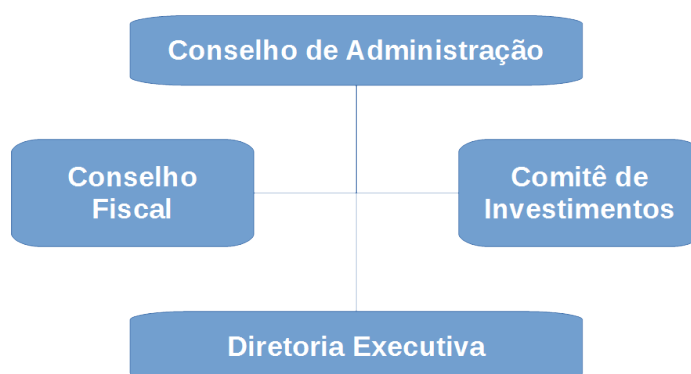 Conselho de Administração
Conselho
Fiscal
Comitê de
Investimentos
Diretoria Executiva